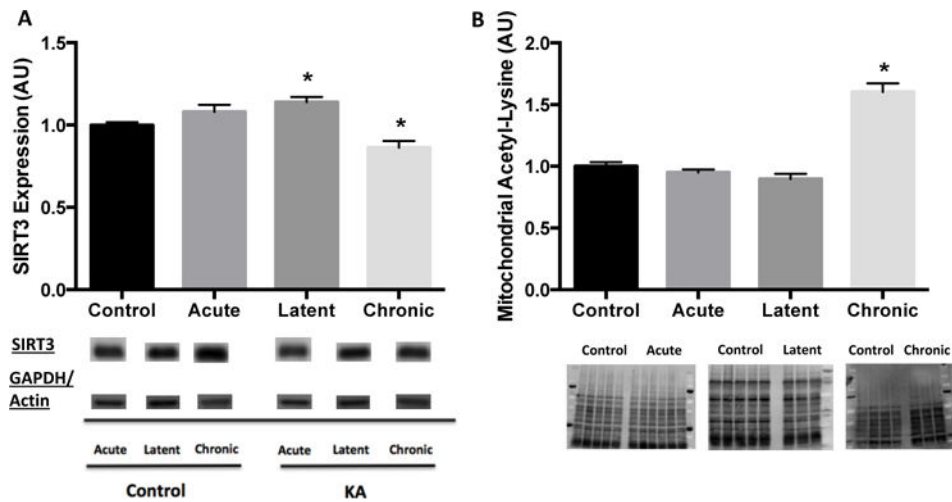 A
SIRT3 Expression (AU)
1.5
1.0
0.5
0.0
*
*
Control Acute Latent Chronic
SIRT3
GAPDH/
Actin
Acute Latent Chronic Acute Latent Chronic
Control KA
B
Mitochondrial Acetyl-Lysine (AU)
2.0
1.5
1.0
0.5
0.0
*
Control Acute Latent Chronic
Control Acute Control Latent Control Chronic